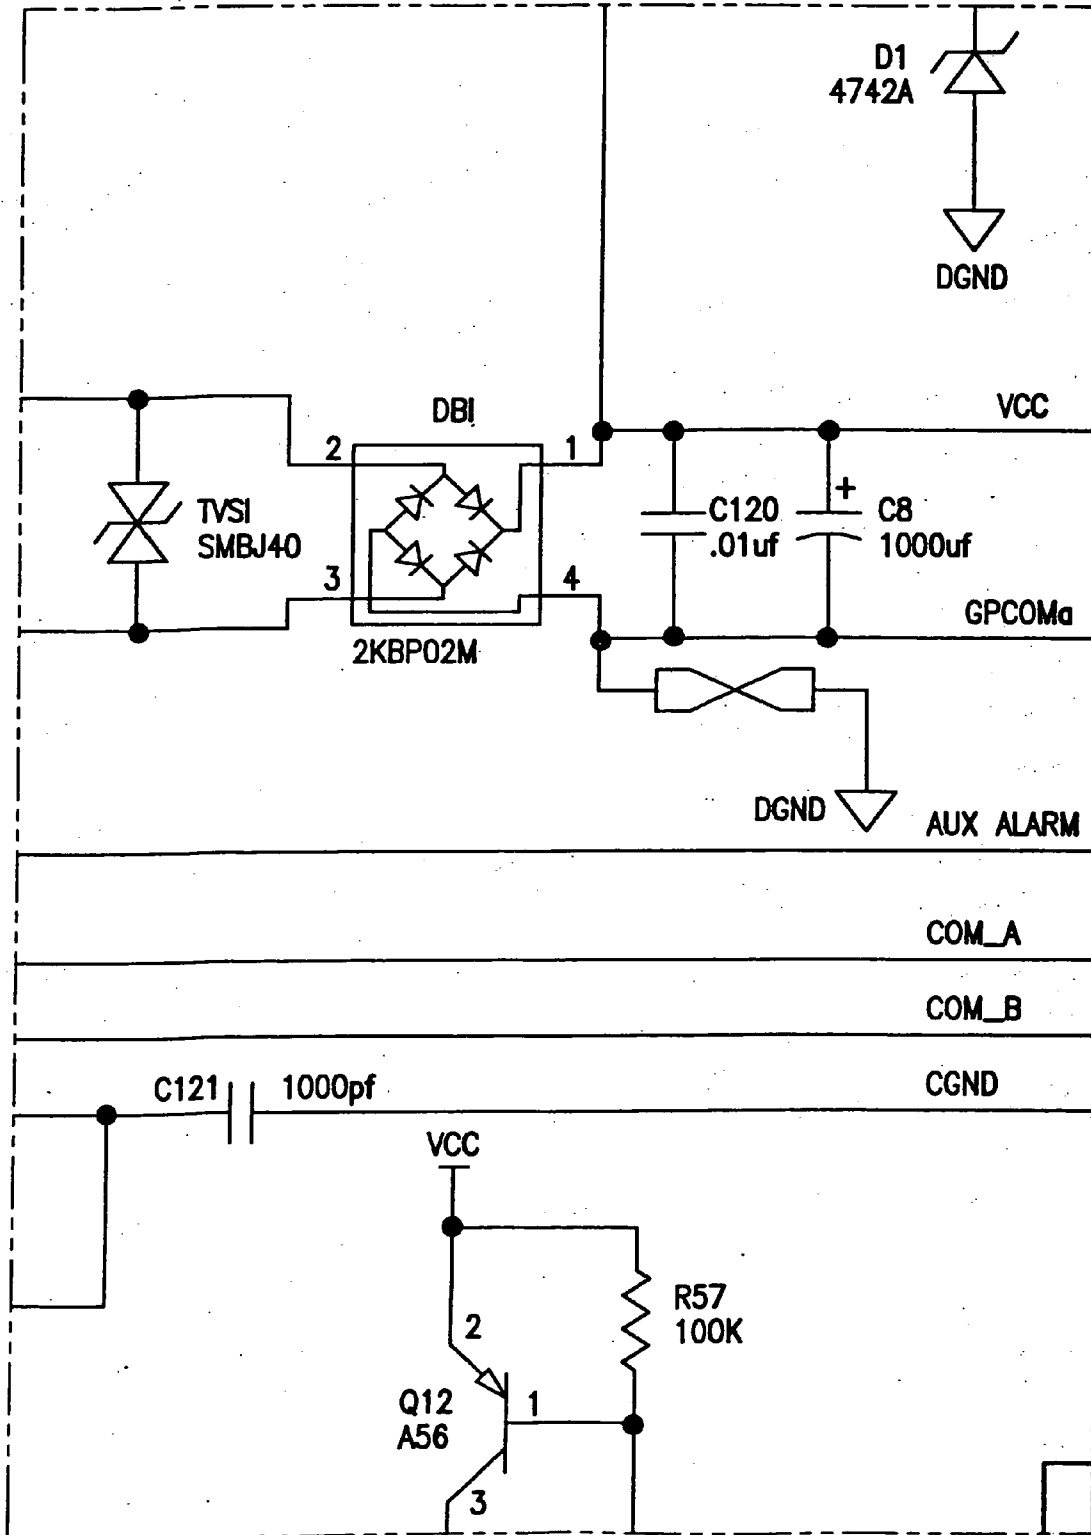 D1
4742A
DGND
VCC
DBI
2
1
+
TVSI
SMBJ40
C120
.01uf
C8
1000uf
3
4
GPCOMa
2KBP02M
DGND
AUX ALARM
COM_A
COM_B
C121
1000pf
CGND
VCC
R57
100K
2
Q12
A56
1
3